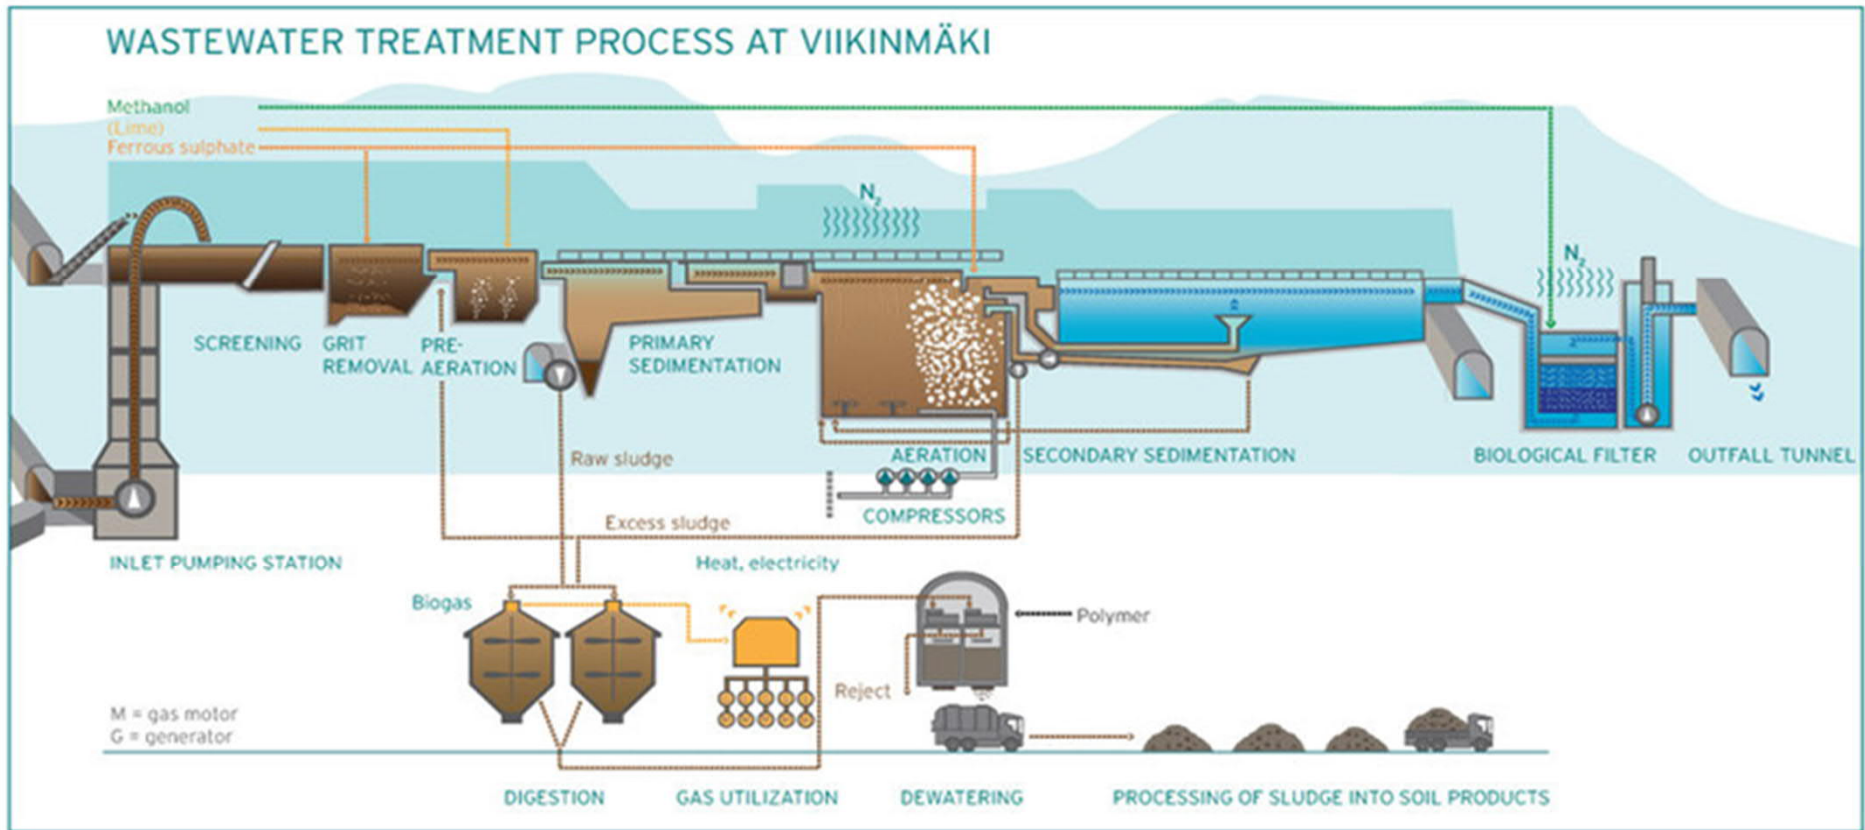 WASTEWATER TREATMENT PROCESS AT VIIKINMÄKI
Methanol
(Lime)
Ferrous sulphate
N2
N2
SCREENING
GRIT
REMOVAL
PRE-
AERATION
PRIMARY
SEDIMENTATION
Raw sludge
AERATION
SECONDARY SEDIMENTATION
BIOLOGICAL FILTER
OUTFALL TUNNEL
COMPRESSORS
Excess sludge
INLET PUMPING STATION
Heat, electricity
Biogas
Polymer
Reject
M = gas motor
G = generator
DIGESTION
GAS UTILIZATION
DEWATERING
PROCESSING OF SLUDGE INTO SOIL PRODUCTS